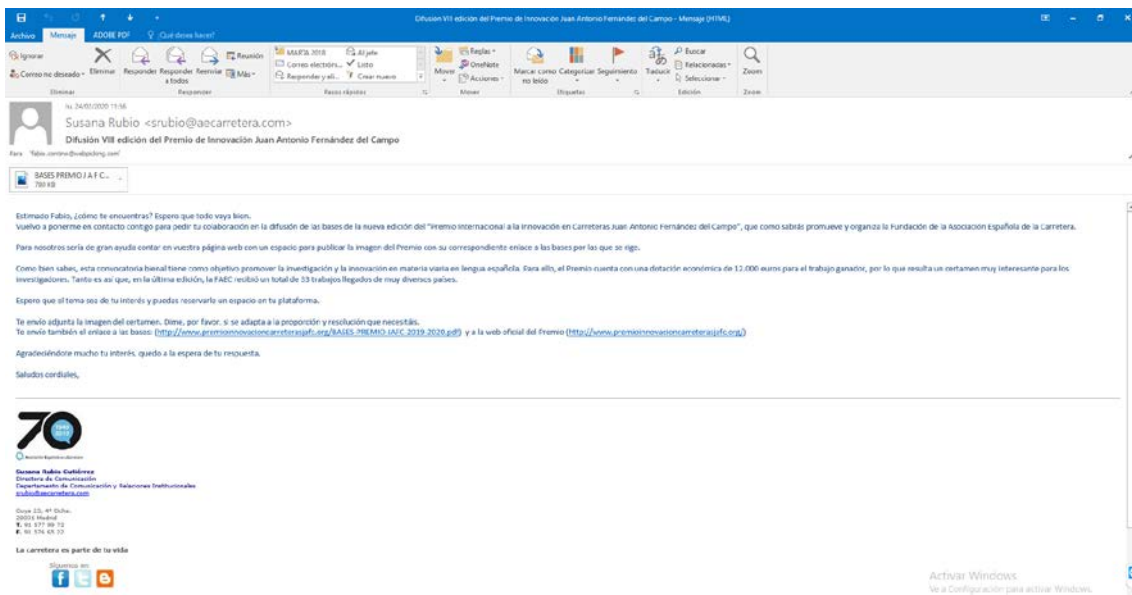 Difusión VIII edición del Premio de Innovación Juan Antonio Fernández del Campo - Mensaje (HTML)
Archivo Mensaje ADOBE PDF ¿Qué desea hacer?
Ignorar
Correo no deseado
Eliminar
Responder
Responder a todos
Reenviar
Reunión
Más
MARTA 2018
Al jefe
Correo electróni...
Listo
Responder y eli...
Crear nuevo
Mover
Reglas
OneNote
Acciones
Marcar como no leído
Categorizar
Seguimiento
Traducir
Buscar
Relacionadas
Seleccionar
Zoom
Eliminar Responder Pasos rápidos Mover Etiquetas Edición Zoom
24/01/2020 11:56
Susana Rubio <srubio@aecarretera.com>
Difusión VIII edición del Premio de Innovación Juan Antonio Fernández del Campo
Para
BASES PREMIO J A F C...
780 KB
Estimado Fabio, ¿cómo te encuentras? Espero que todo vaya bien.
Vuelvo a ponerme en contacto contigo para pedir tu colaboración en la difusión de las bases de la nueva edición del "Premio Internacional a la Innovación en Carreteras Juan Antonio Fernández del Campo", que como sabrás promueve y organiza la Fundación de la Asociación Española de la Carretera.
Para nosotros sería de gran ayuda contar en vuestra página web con un espacio para publicar la imagen del Premio con su correspondiente enlace a las bases por las que se rige.
Como bien sabes, esta convocatoria bienal tiene como objetivo promover la investigación y la innovación en materia viaria en lengua española. Para ello, el Premio cuenta con una dotación económica de 12.000 euros para el trabajo ganador, por lo que resulta un certamen muy interesante para los
investigadores. Tanto es así que, en la última edición, la FAEC recibió un total de 33 trabajos llegados de muy diversos países.
Espero que el tema sea de tu interés y puedas reservarle un espacio en tu plataforma.
Te envío adjunta la imagen del certamen. Dime, por favor, si se adapta a la proporción y resolución que necesitáis.
Te envío también el enlace a las bases: (http://www.premioinnovacioncarreterasjafc.org/BASES-PREMIO-JAFC-2019-2020.pdf) y a la web oficial del Premio (http://www.premioinnovacioncarreterasjafc.org/)
Agradeciéndote mucho tu interés, quedo a la espera de tu respuesta.
Saludos cordiales,
70
Susana Rubio Gutiérrez
Directora de Comunicación
Departamento de Comunicación y Relaciones Institucionales
srubio@aecarretera.com
28001 Madrid
La carretera es parte de tu vida
Síguenos en:
Activar Windows
Ve a Configuración para activar Windows.